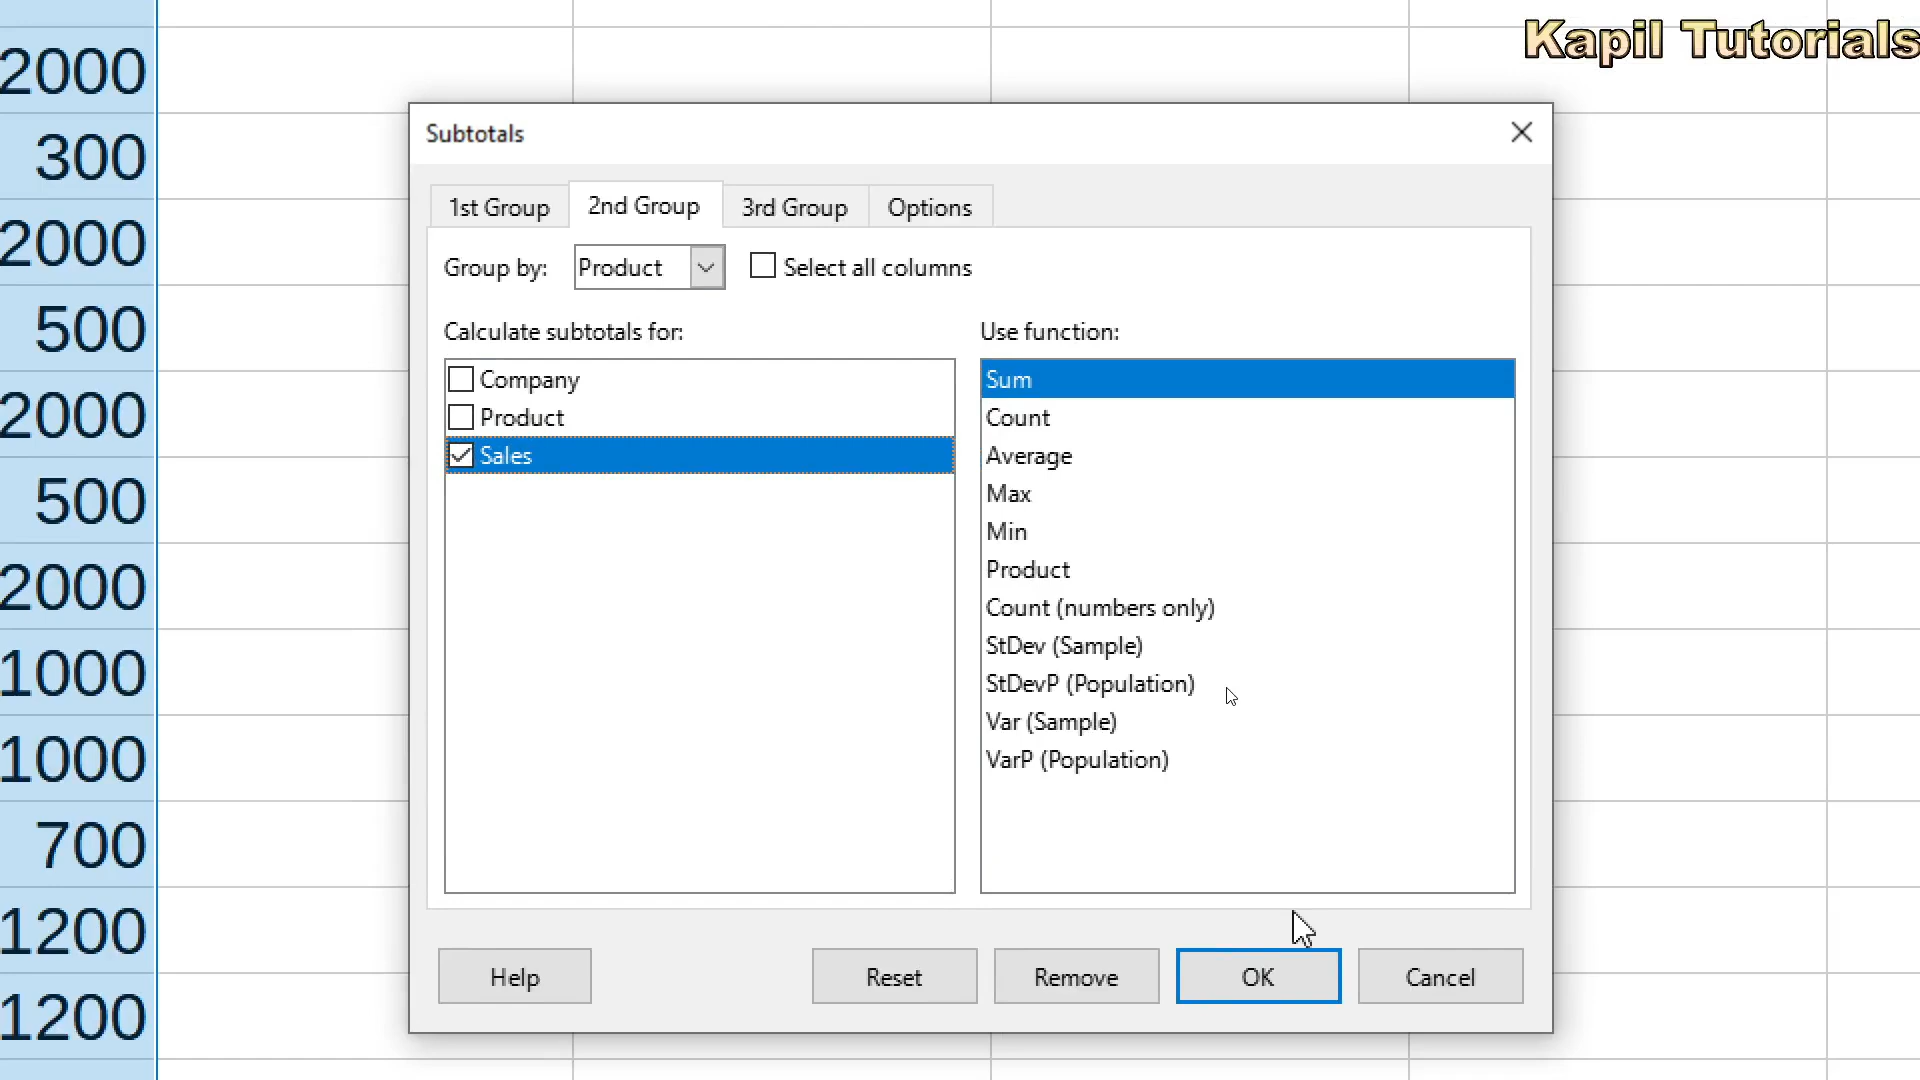 Kapil Tutorials
2000
300
2000
500
2000
500
2000
1000
1000
700
1200
1200
Subtotals
1st Group 2nd Group 3rd Group Options
Group by: Product Select all columns
Calculate subtotals for:
Company
Product
Sales
Use function:
Sum
Count
Average
Max
Min
Product
Count (numbers only)
StDev (Sample)
StDevP (Population)
Var (Sample)
VarP (Population)
Help Reset Remove OK Cancel